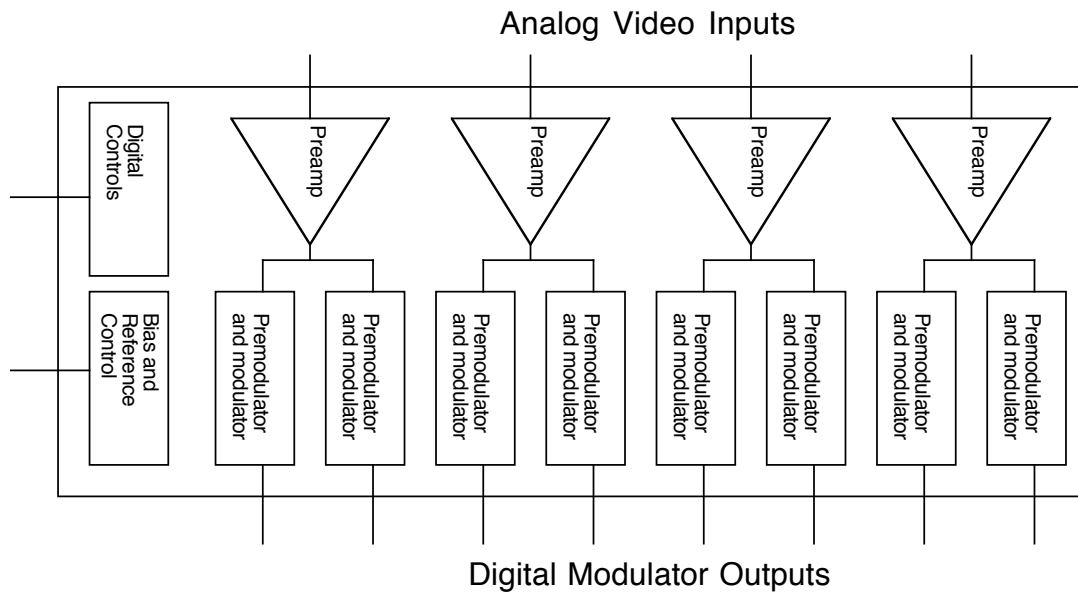 Analog Video Inputs
Digital
Controls
Preamp
Preamp
Preamp
Preamp
Bias and
Reference
Control
Premodulator
and modulator
Premodulator
and modulator
Premodulator
and modulator
Premodulator
and modulator
Premodulator
and modulator
Premodulator
and modulator
Premodulator
and modulator
Premodulator
and modulator
Digital Modulator Outputs